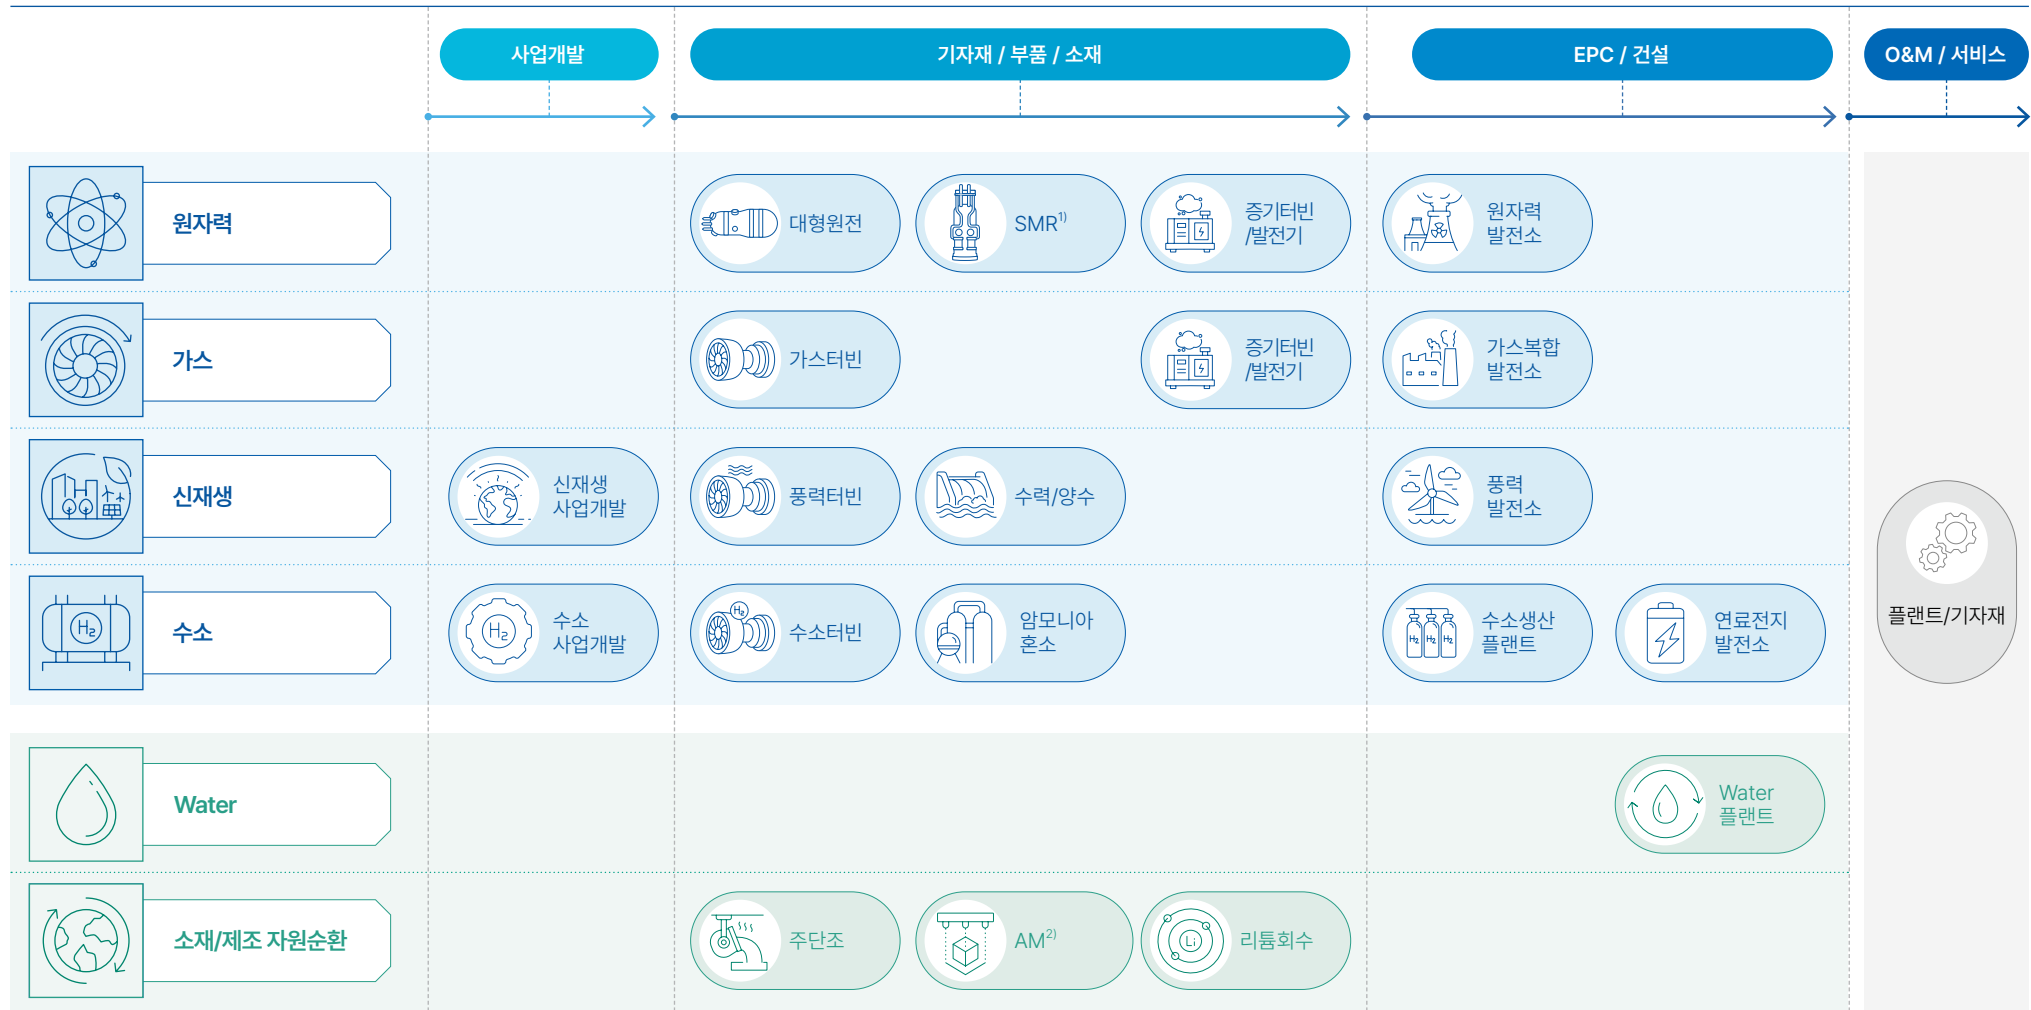 사업개발
기자재 / 부품 / 소재
EPC / 건설
O&M / 서비스
원자력
대형원전
SMR1)
증기터빈
/발전기
원자력
발전소
가스
가스터빈
증기터빈
/발전기
가스복합
발전소
신재생
신재생
사업개발
풍력터빈
수력/양수
풍력
발전소
수소
H2
수소
사업개발
H2
수소터빈
H2
암모니아
혼소
수소생산
플랜트
H2 H2 H2
연료전지
발전소
플랜트/기자재
Water
Water
플랜트
소재/제조 자원순환
주단조
AM2)
리튬회수
Li